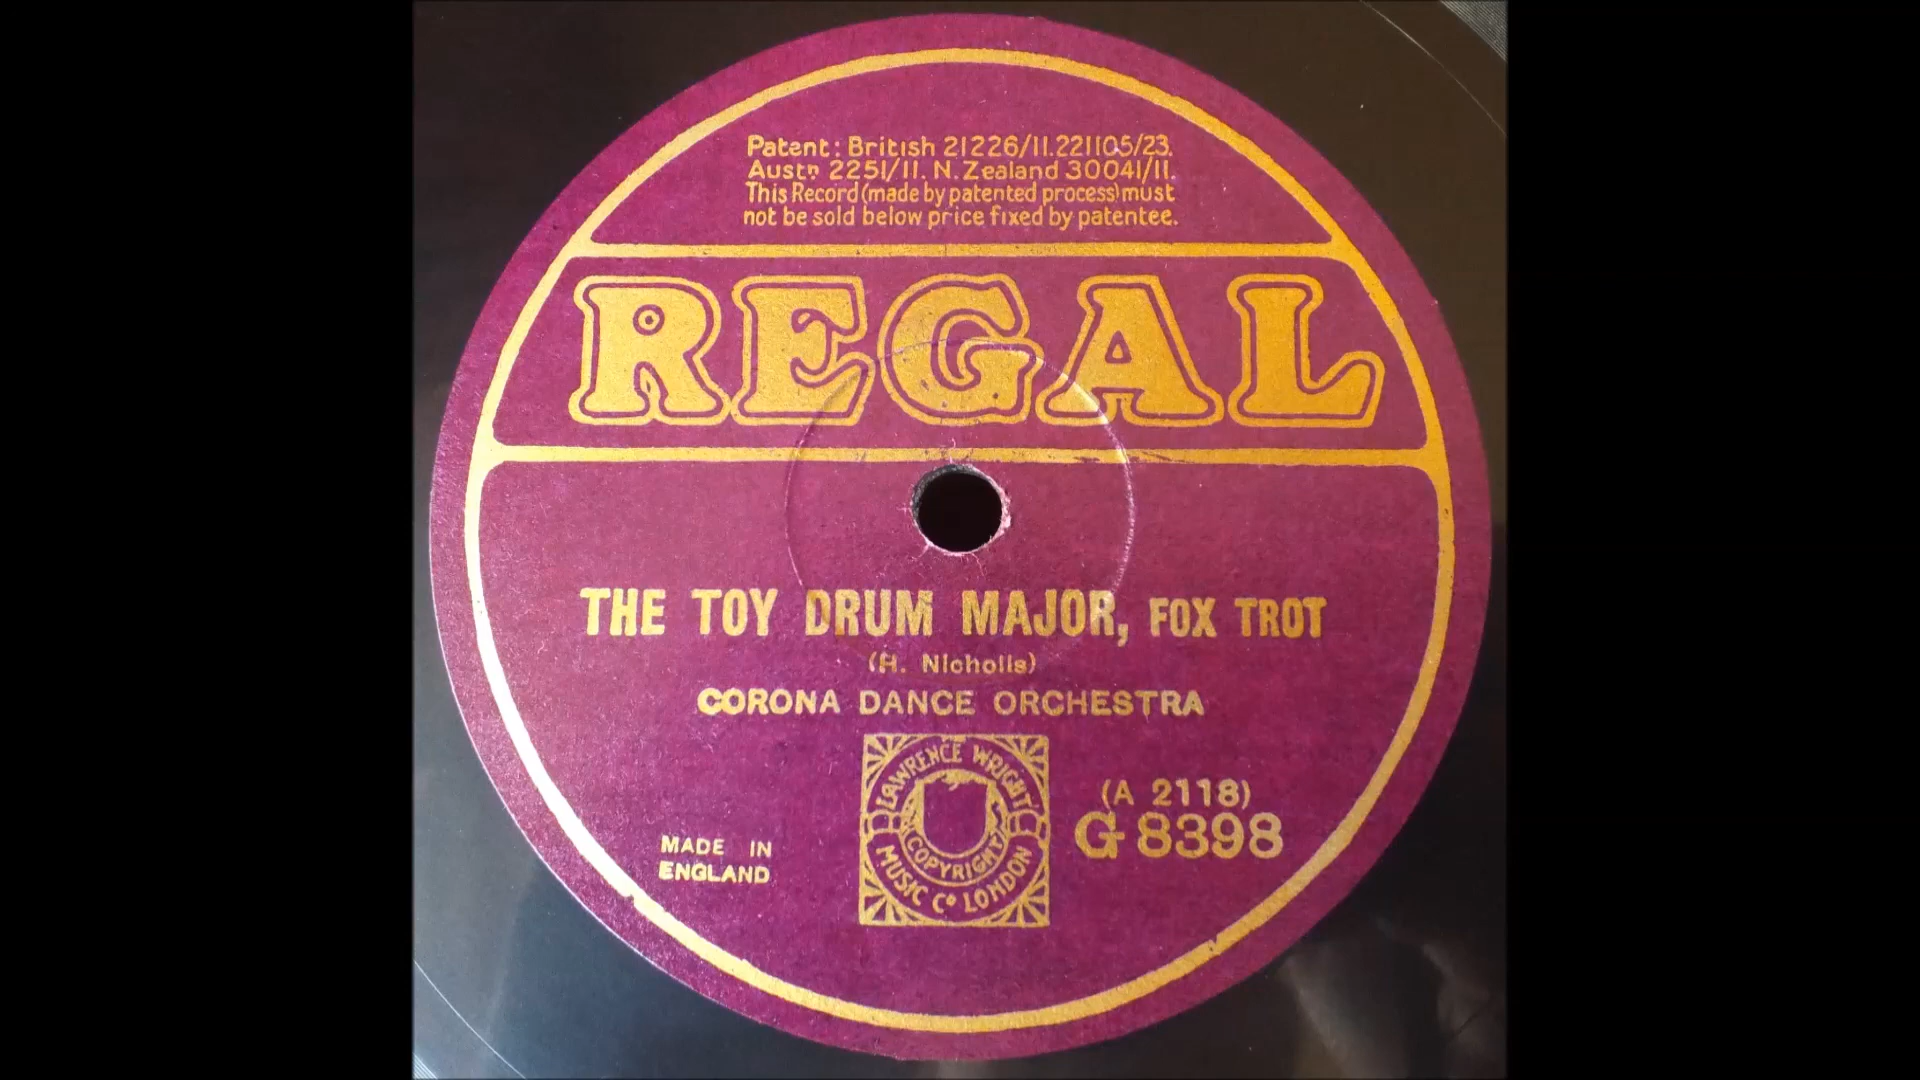 Patent: British 21226/11.221105/23.
Austn 2251/11. N. Zealand 30041/11.
This Record (made by patented process) must
not be sold below price fixed by patentee.
REGAL
THE TOY DRUM MAJOR, FOX TROT
(H. Nicholls)
CORONA DANCE ORCHESTRA
LAWRENCE WRIGHT
COPYRIGHT
MUSIC Co LONDON
(A 2118)
G 8398
MADE IN
ENGLAND